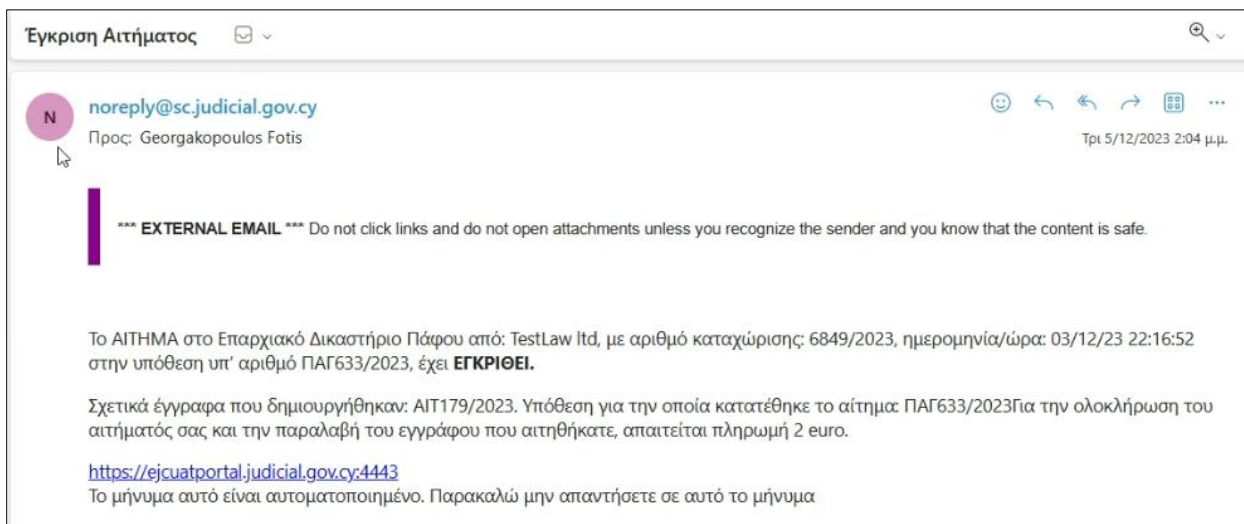 Έγκριση Αιτήματος
N
noreply@sc.judicial.gov.cy
Προς: Georgakopoulos Fotis
Τρι 5/12/2023 2:04 μ.μ.
*** EXTERNAL EMAIL *** Do not click links and do not open attachments unless you recognize the sender and you know that the content is safe.
Το ΑΙΤΗΜΑ στο Επαρχιακό Δικαστήριο Πάφου από: TestLaw ltd, με αριθμό καταχώρισης: 6849/2023, ημερομηνία/ώρα: 03/12/23 22:16:52
στην υπόθεση υπ’ αριθμό ΠΑΓ633/2023, έχει ΕΓΚΡΙΘΕΙ.
Σχετικά έγγραφα που δημιουργήθηκαν: ΑΙΤ179/2023. Υπόθεση για την οποία κατατέθηκε το αίτημα: ΠΑΓ633/2023Για την ολοκλήρωση του
αιτήματός σας και την παραλαβή του εγγράφου που αιτηθήκατε, απαιτείται πληρωμή 2 euro.
https://ejcuatportal.judicial.gov.cy:4443
Το μήνυμα αυτό είναι αυτοματοποιημένο. Παρακαλώ μην απαντήσετε σε αυτό το μήνυμα